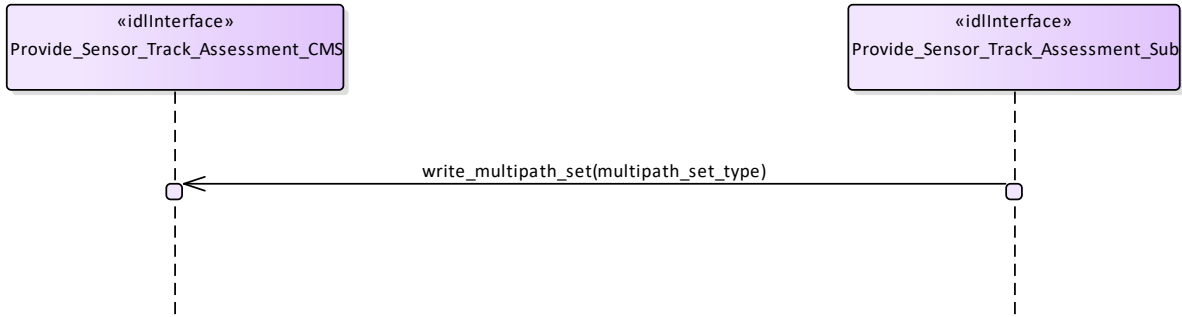 «idlInterface»
Provide_Sensor_Track_Assessment_CMS
«idlInterface»
Provide_Sensor_Track_Assessment_Sub
write_multipath_set(multipath_set_type)